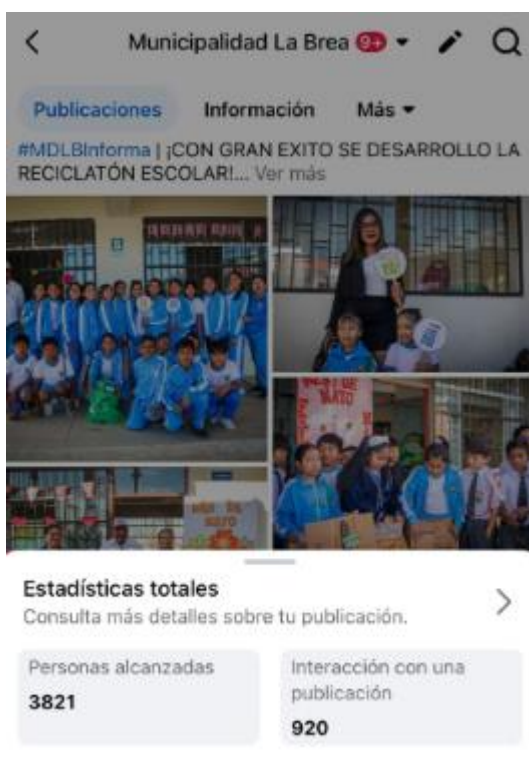 Municipalidad La Brea 9+
Publicaciones Información Más
#MDLBInforma | ¡CON GRAN EXITO SE DESARROLLO LA
RECICLATÓN ESCOLAR!... Ver más
Estadísticas totales
Consulta más detalles sobre tu publicación.
Personas alcanzadas
3821
Interacción con una
publicación
920